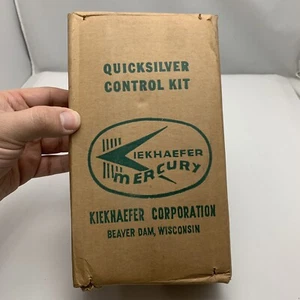 QUICKSILVER
CONTROL KIT
KIEKHAEFER
MERCURY
KIEKHAEFER CORPORATION
BEAVER DAM, WISCONSIN